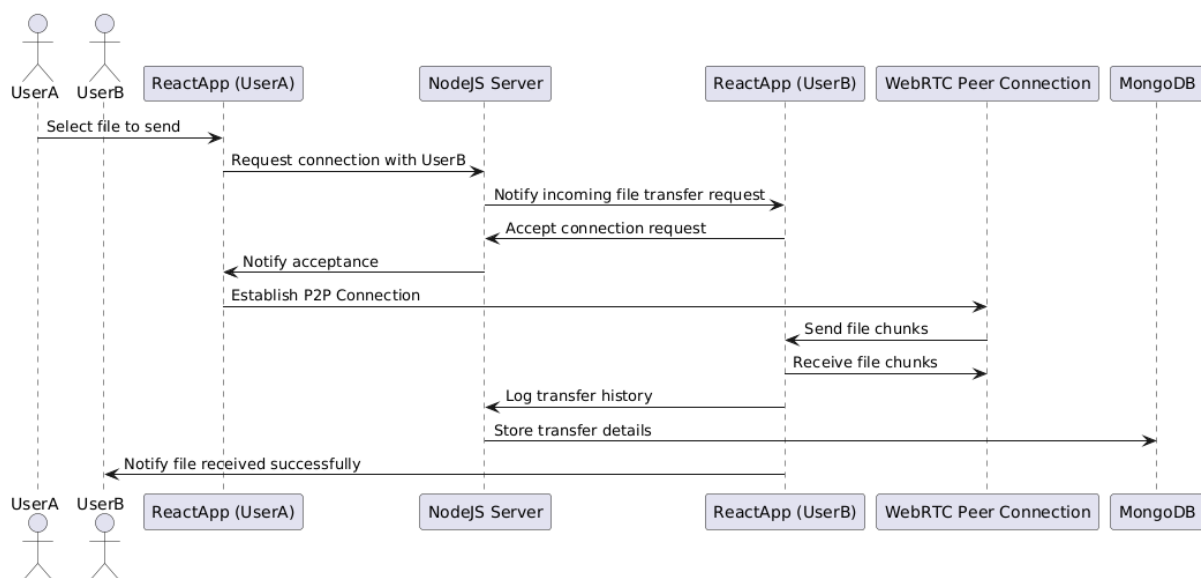 UserA
UserB
ReactApp (UserA)
NodeJS Server
ReactApp (UserB)
WebRTC Peer Connection
MongoDB
Select file to send
Request connection with UserB
Notify incoming file transfer request
Accept connection request
Notify acceptance
Establish P2P Connection
Send file chunks
Receive file chunks
Log transfer history
Store transfer details
Notify file received successfully
UserA
UserB
ReactApp (UserA)
NodeJS Server
ReactApp (UserB)
WebRTC Peer Connection
MongoDB